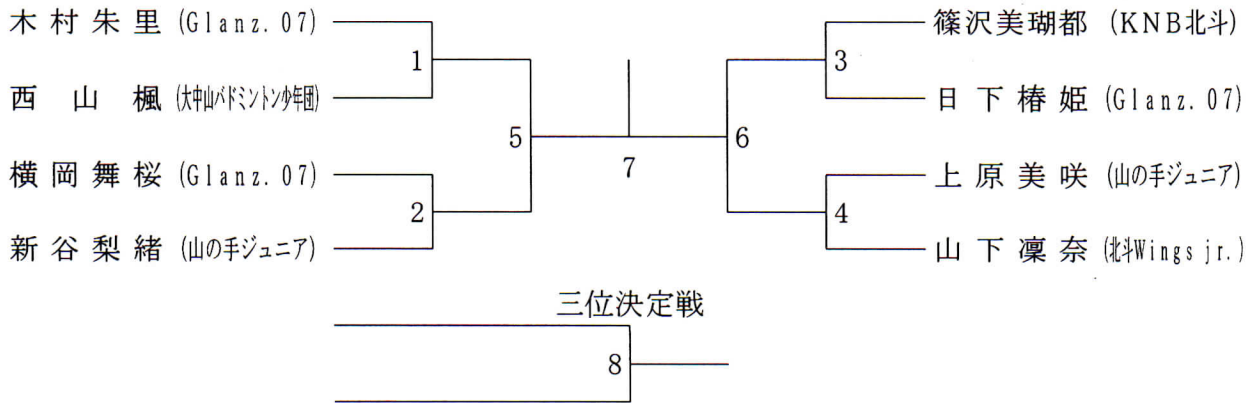 木村朱里 (Glanz. 07)
1
西山楓 (大中山バドミントン少年団)
5
横岡舞桜 (Glanz. 07)
2
新谷梨緒 (山の手ジュニア)
7
篠沢美瑚都 (KNB北斗)
3
日下椿姫 (Glanz. 07)
6
上原美咲 (山の手ジュニア)
4
山下凜奈 (北斗Wings jr.)
三位決定戦
8